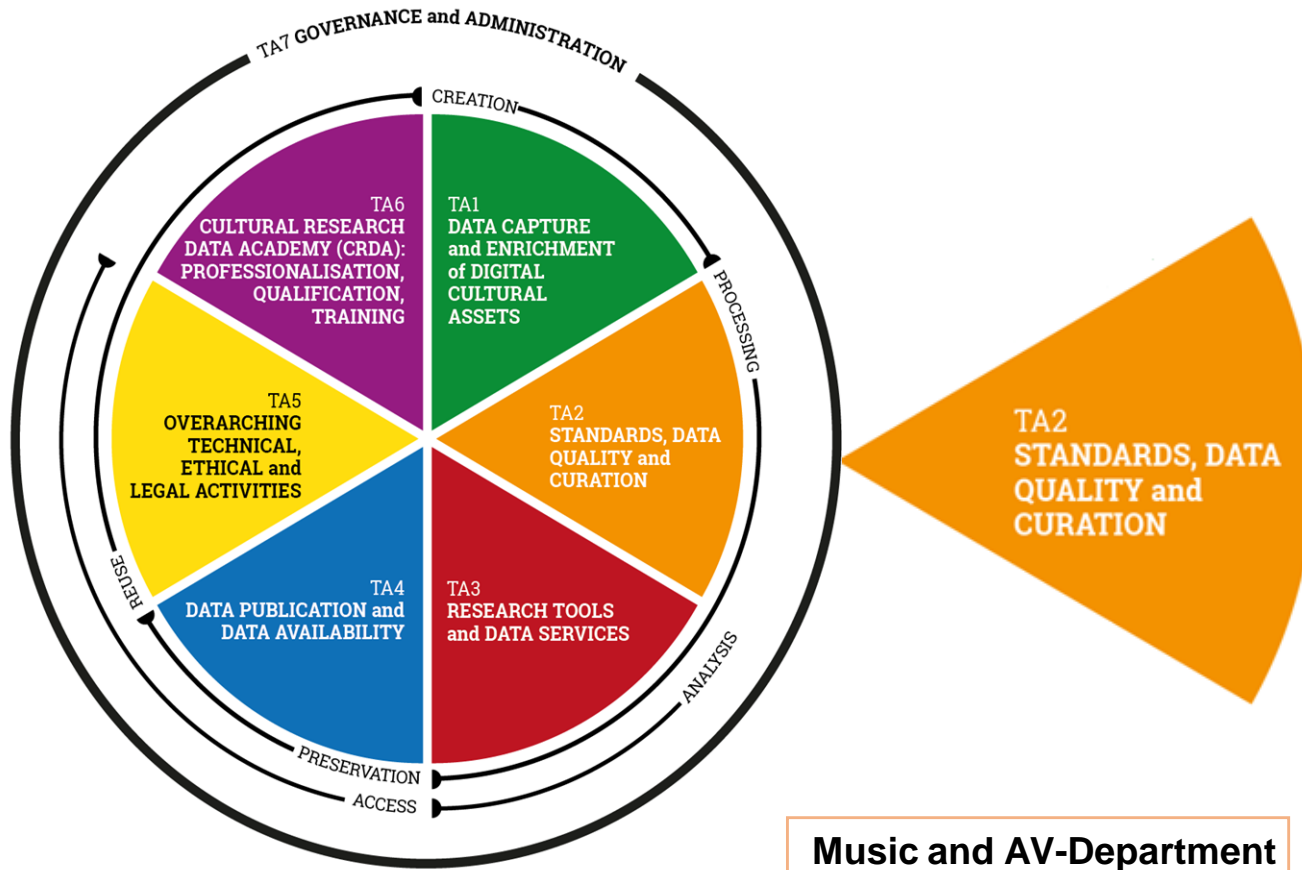 TA7 GOVERNANCE and ADMINISTRATION
CREATION
TA6
CULTURAL RESEARCH
DATA ACADEMY (CRDA):
PROFESSIONALISATION,
QUALIFICATION,
TRAINING
TA1
DATA CAPTURE
and ENRICHMENT
of DIGITAL
CULTURAL
ASSETS
PROCESSING
TA5
OVERARCHING
TECHNICAL,
ETHICAL and
LEGAL ACTIVITIES
TA2
STANDARDS, DATA
QUALITY and
CURATION
TA2
STANDARDS, DATA
QUALITY and
CURATION
REUSE
TA4
DATA PUBLICATION and
DATA AVAILABILITY
TA3
RESEARCH TOOLS
and DATA SERVICES
ANALYSIS
PRESERVATION
ACCESS
Music and AV-Department